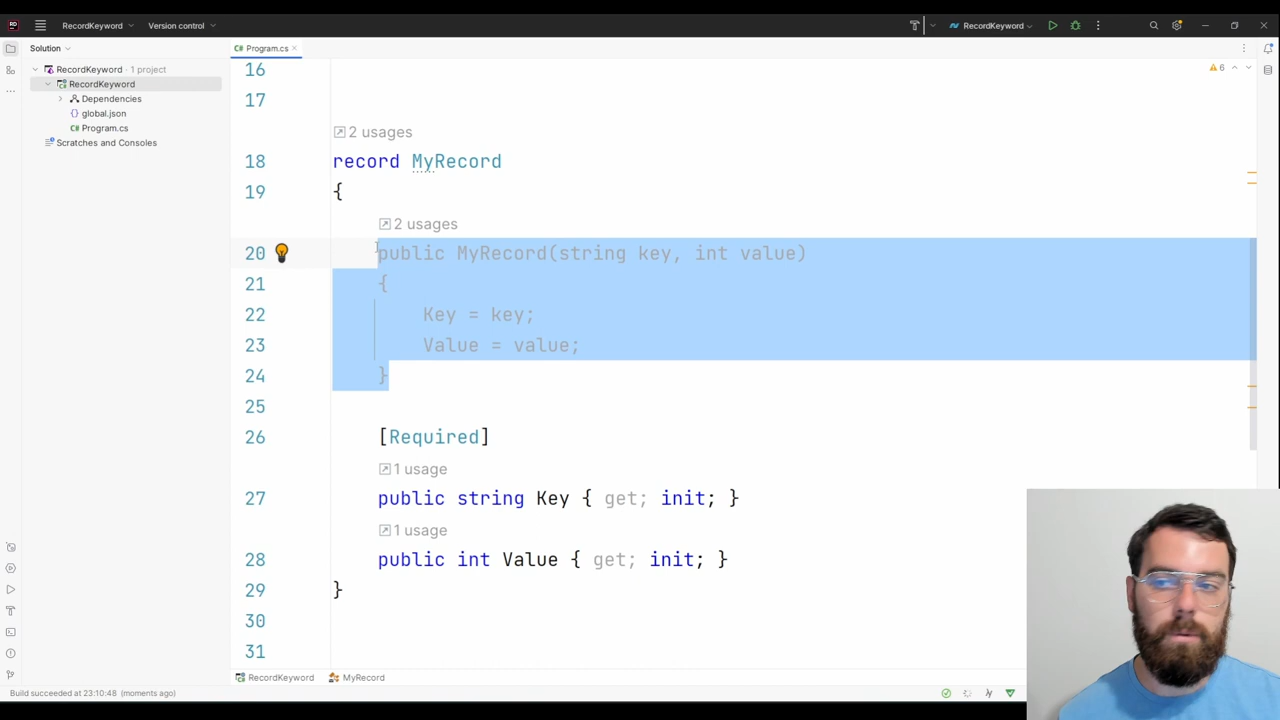 RecordKeyword
Version control
RecordKeyword
Solution
Program.cs
RecordKeyword · 1 project
RecordKeyword
Dependencies
{} global.json
C# Program.cs
Scratches and Consoles
6
16
17
2 usages
18 record MyRecord
19 {
2 usages
20 public MyRecord(string key, int value)
21 {
22 Key = key;
23 Value = value;
24 }
25
26 [Required]
1 usage
27 public string Key { get; init; }
1 usage
28 public int Value { get; init; }
29 }
30
31
RecordKeyword
MyRecord
Build succeeded at 23:10:48 (moments ago)